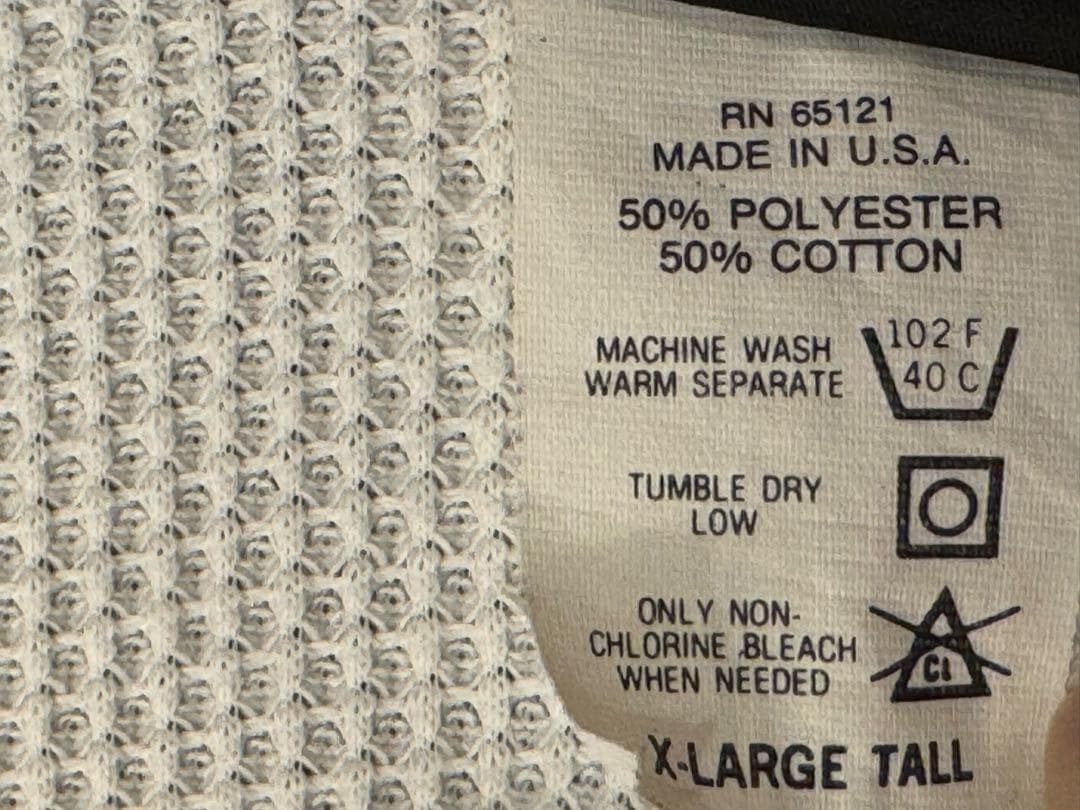 RN 65121
MADE IN U.S.A.
50% POLYESTER
50% COTTON
MACHINE WASH
WARM SEPARATE
102 F
40 C
TUMBLE DRY
LOW
ONLY NON-
CHLORINE BLEACH
WHEN NEEDED
Cl
X-LARGE TALL